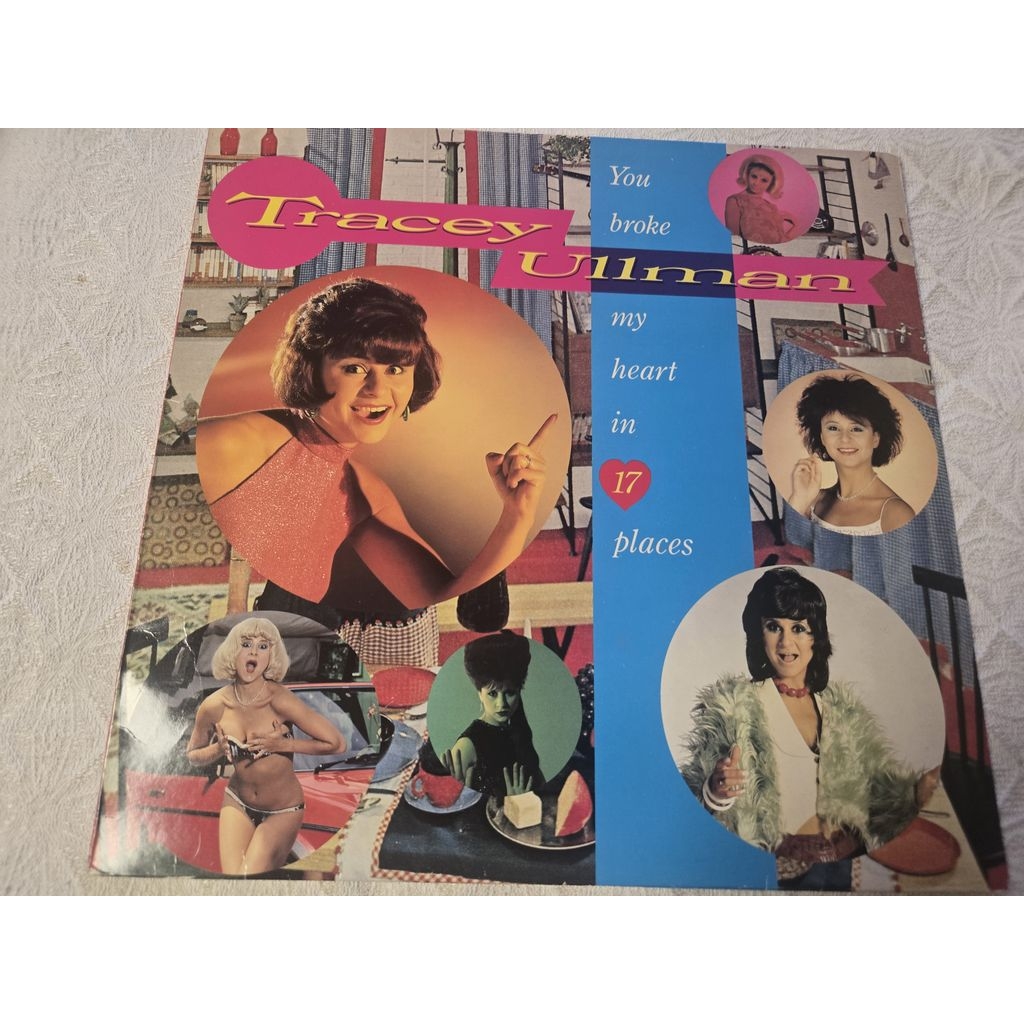 Tracey
Ullman
You
broke
my
heart
in
17
places